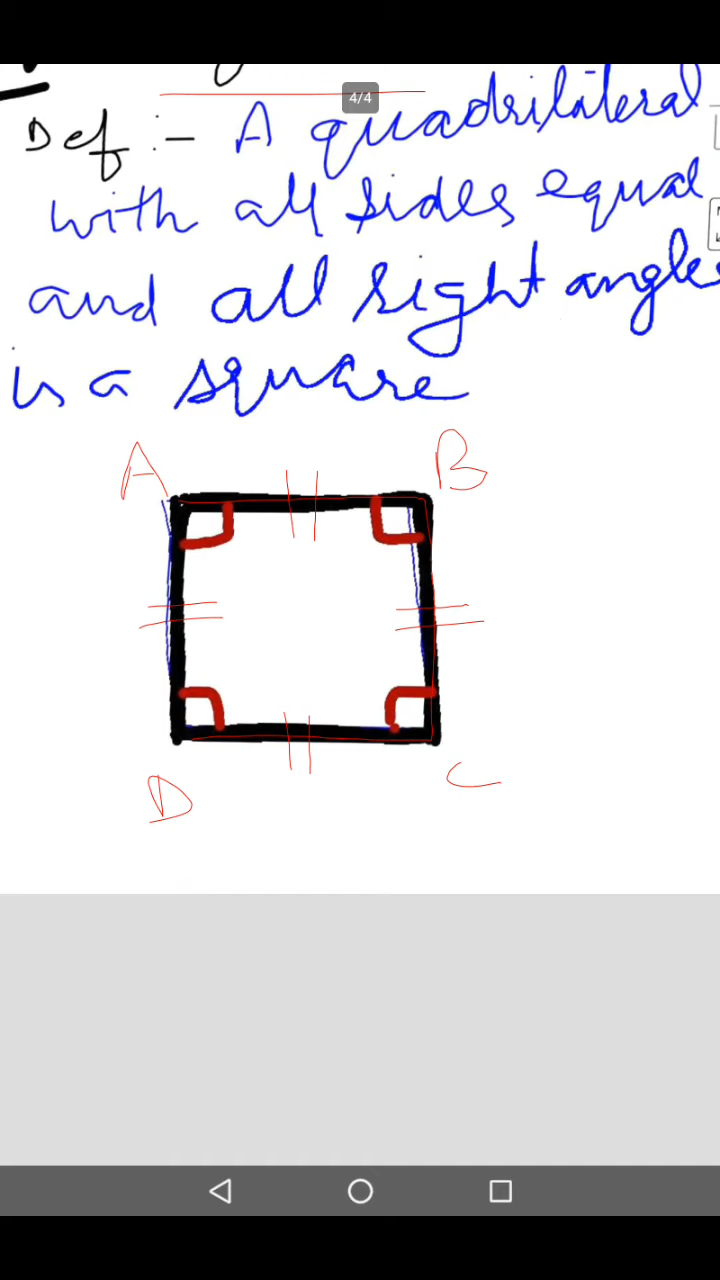 4/4
Def :- A quadrilateral
with all sides equal
and all right angles
is a square
A
B
D
C